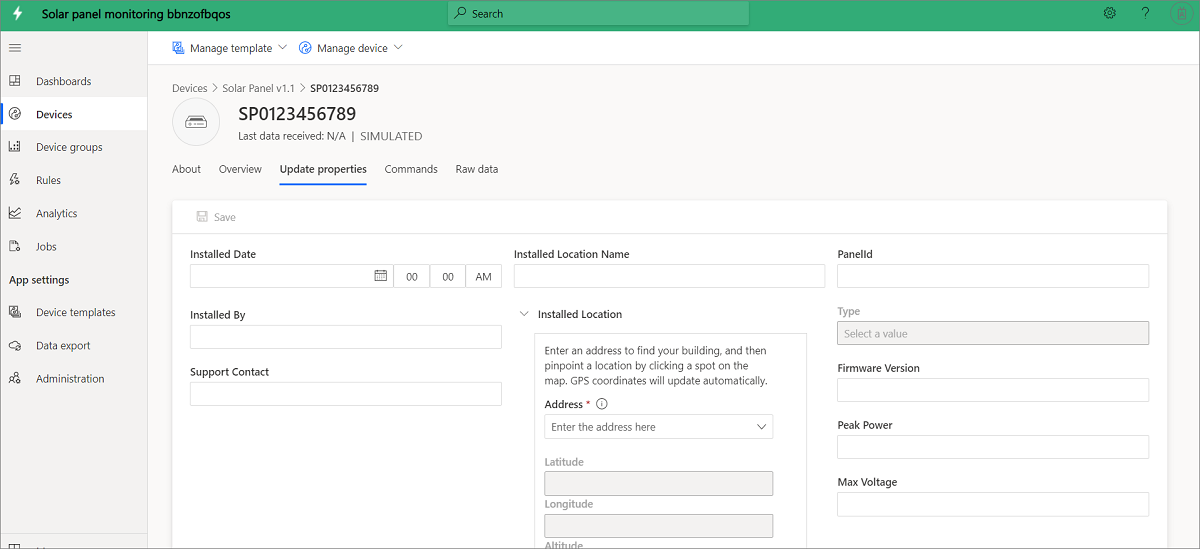 Solar panel monitoring bbnzofbqos
Search
?
Manage template
Manage device
Dashboards
Devices
Device groups
Rules
Analytics
Jobs
App settings
Device templates
Data export
Administration
Devices > Solar Panel v1.1 > SP0123456789
SP0123456789
Last data received: N/A | SIMULATED
About
Overview
Update properties
Commands
Raw data
Save
Installed Date
00
00
AM
Installed By
Support Contact
Installed Location Name
Installed Location
Enter an address to find your building, and then
pinpoint a location by clicking a spot on the
map. GPS coordinates will update automatically.
Address *
Enter the address here
Latitude
Longitude
Altitude
PanelId
Type
Select a value
Firmware Version
Peak Power
Max Voltage